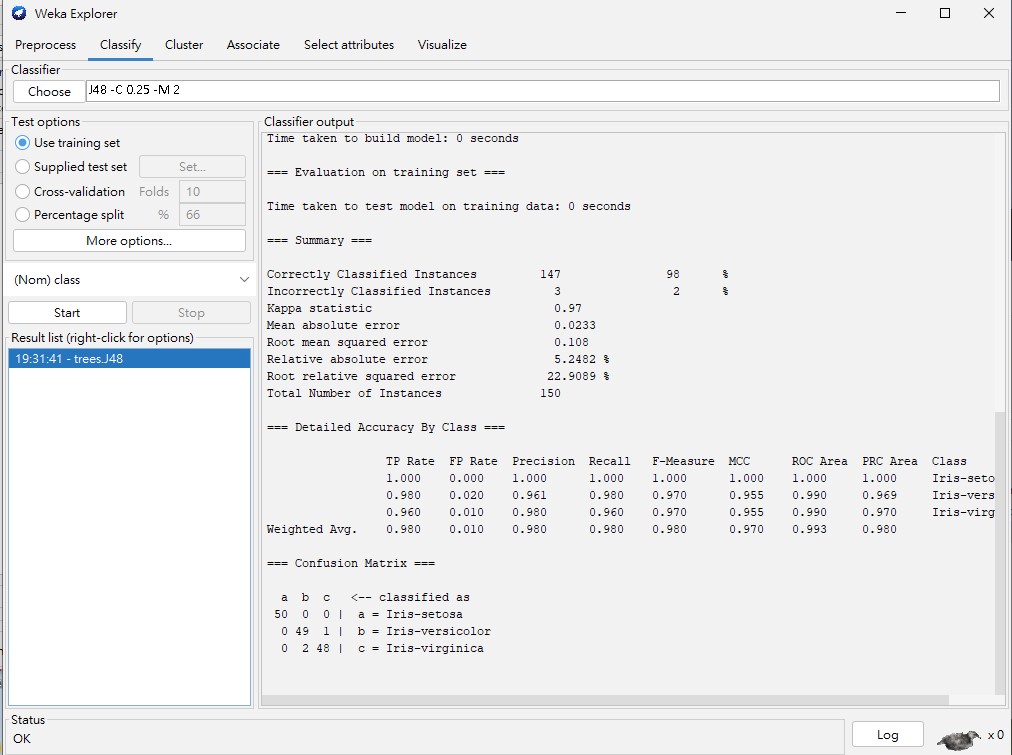 Weka Explorer
Preprocess Classify Cluster Associate Select attributes Visualize
Classifier
Choose J48 -C 0.25 -M 2
Test options
Use training set
Supplied test set Set...
Cross-validation Folds 10
Percentage split % 66
More options...
(Nom) class
Start Stop
Result list (right-click for options)
19:31:41 - trees.J48
Classifier output
Time taken to build model: 0 seconds
=== Evaluation on training set ===
Time taken to test model on training data: 0 seconds
=== Summary ===
Correctly Classified Instances 147 98 %
Incorrectly Classified Instances 3 2 %
Kappa statistic 0.97
Mean absolute error 0.0233
Root mean squared error 0.108
Relative absolute error 5.2482 %
Root relative squared error 22.9089 %
Total Number of Instances 150
=== Detailed Accuracy By Class ===
TP Rate FP Rate Precision Recall F-Measure MCC ROC Area PRC Area Class
1.000 0.000 1.000 1.000 1.000 1.000 1.000 1.000 Iris-seto
0.980 0.020 0.961 0.980 0.970 0.955 0.990 0.969 Iris-vers
0.960 0.010 0.980 0.960 0.970 0.955 0.990 0.970 Iris-virg
Weighted Avg. 0.980 0.010 0.980 0.980 0.980 0.970 0.993 0.980
=== Confusion Matrix ===
a b c <-- classified as
50 0 0 | a = Iris-setosa
0 49 1 | b = Iris-versicolor
0 2 48 | c = Iris-virginica
Status
OK
Log
x 0